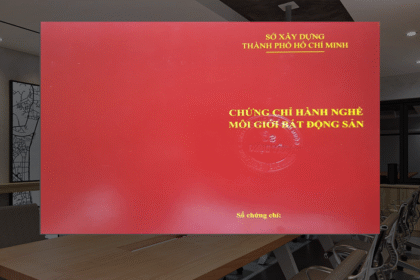 SỞ XÂY DỰNG
THÀNH PHỐ HỒ CHÍ MINH
CHỨNG CHỈ HÀNH NGHỀ
MÔI GIỚI BẤT ĐỘNG SẢN
Số chứng chỉ: